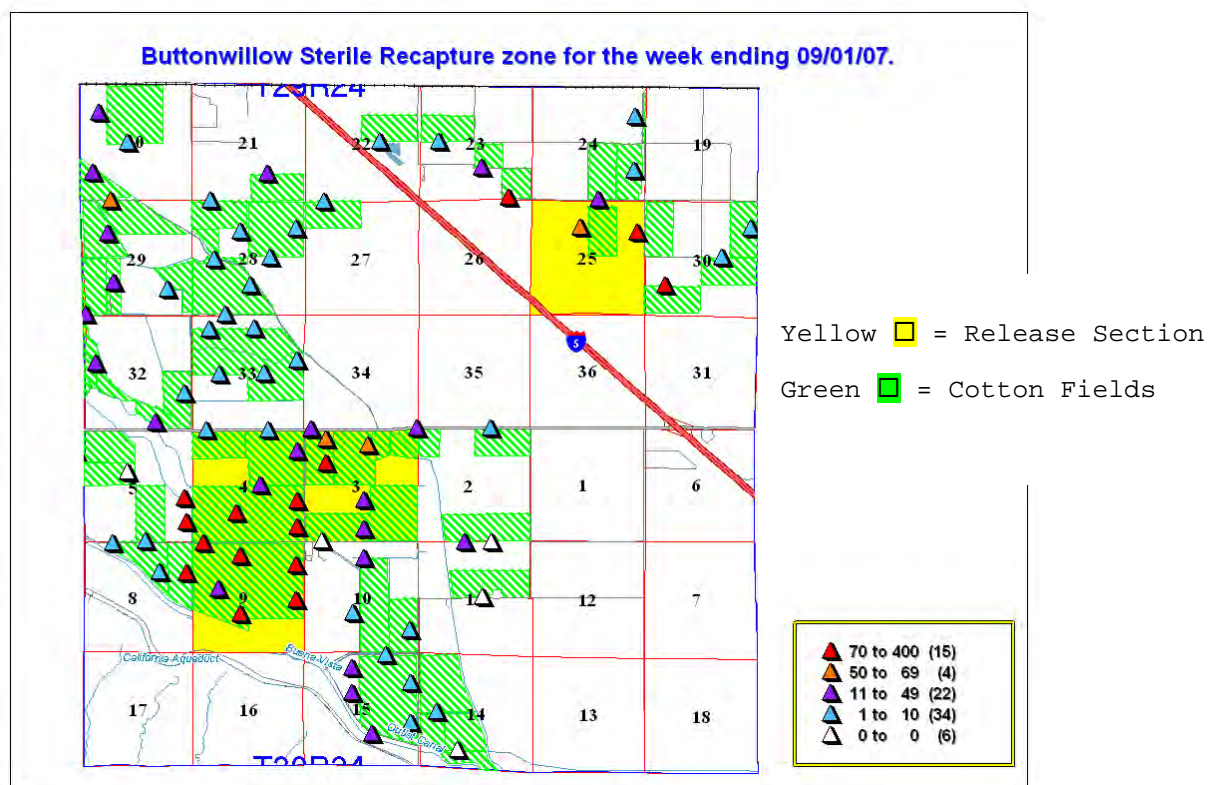 Buttonwillow Sterile Recapture zone for the week ending 09/01/07.
T29R24
21 22 23 24 19
29 28 27 26 25 30
32 33 34 35 36 31
5
5 4 3 2 1 6
8 9 10 12 7
California Aqueduct
Buena Vista
17 16 15 14 13 18
Outlet Canal
Yellow = Release Section
Green = Cotton Fields
70 to 400 (15)
50 to 69 (4)
11 to 49 (22)
1 to 10 (34)
0 to 0 (6)